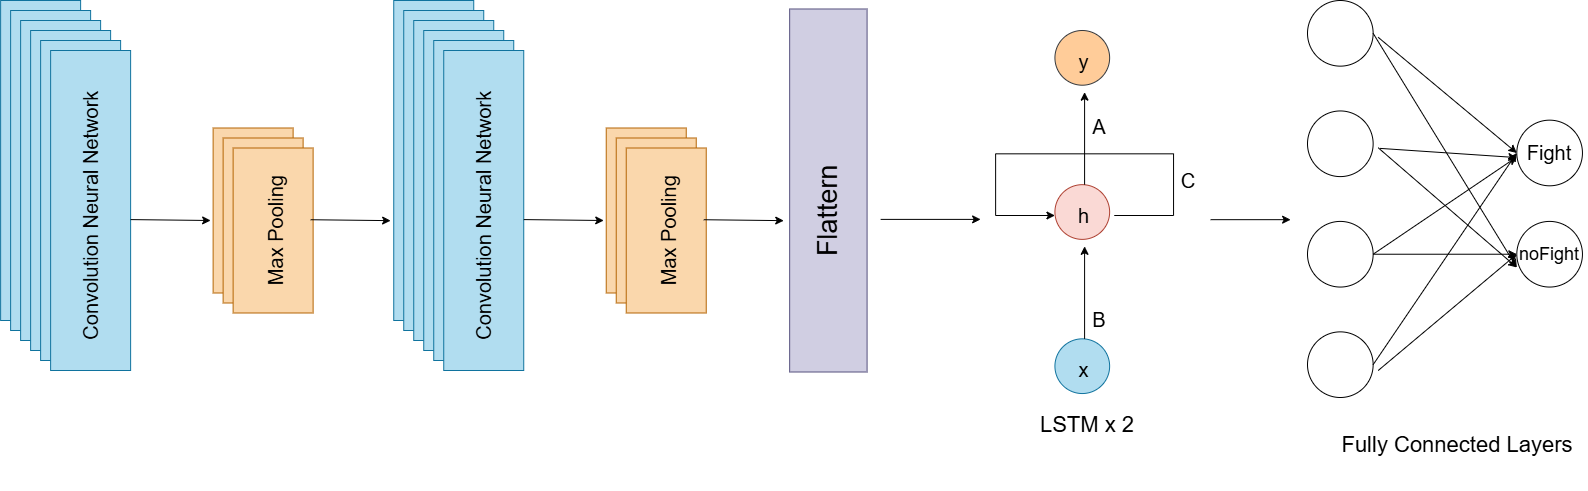 Convolution Neural Network
Max Pooling
Convolution Neural Network
Max Pooling
Flattern
y
A
C
h
B
x
LSTM x 2
Fight
noFight
Fully Connected Layers